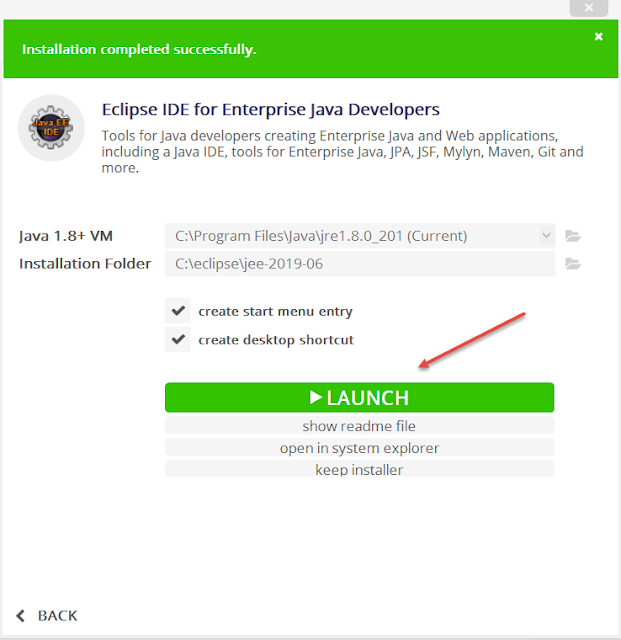 Installation completed successfully.
Java EE
IDE
Eclipse IDE for Enterprise Java Developers
Tools for Java developers creating Enterprise Java and Web applications,
including a Java IDE, tools for Enterprise Java, JPA, JSF, Mylyn, Maven, Git and
more.
Java 1.8+ VM C:\Program Files\Java\jre1.8.0_201 (Current)
Installation Folder C:\eclipse\jee-2019-06
create start menu entry
create desktop shortcut
LAUNCH
show readme file
open in system explorer
keep installer
BACK